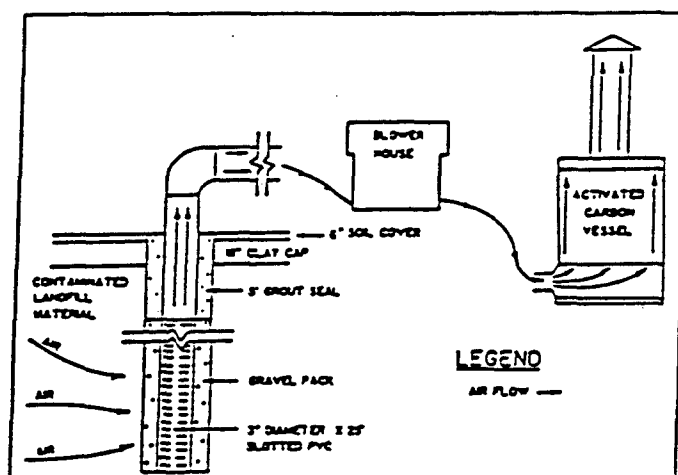 BLOWER
HOUSE
ACTIVATED
CARBON
VESSEL
6" SOIL COVER
18" CLAY CAP
CONTAMINATED
LANDFILL
MATERIAL
5' GROUT SEAL
AIR
GRAVEL PACK
AIR
3" DIAMETER X 25'
SLOTTED PVC
AIR
LEGEND
AIR FLOW